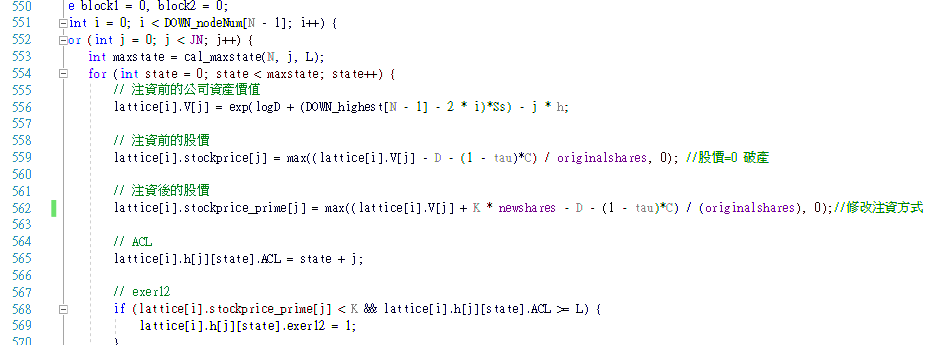 550 e block1 = 0, block2 = 0;
551 int i = 0; i < DOWN_nodeNum[N - 1]; i++) {
552 or (int j = 0; j < JN; j++) {
553 int maxstate = cal_maxstate(N, j, L);
554 for (int state = 0; state < maxstate; state++) {
555 // 注資前的公司資產價值
556 lattice[i].V[j] = exp(logD + (DOWN_highest[N - 1] - 2 * i)*Ss) - j * h;
557
558 // 注資前的股價
559 lattice[i].stockprice[j] = max((lattice[i].V[j] - D - (1 - tau)*C) / originalshares, 0); //股價=0 破產
560
561 // 注資後的股價
562 lattice[i].stockprice_prime[j] = max((lattice[i].V[j] + K * newshares - D - (1 - tau)*C) / (originalshares), 0);//修改注資方式
563
564 // ACL
565 lattice[i].h[j][state].ACL = state + j;
566
567 // exer12
568 if (lattice[i].stockprice_prime[j] < K && lattice[i].h[j][state].ACL >= L) {
569 lattice[i].h[j][state].exer12 = 1;
570 }